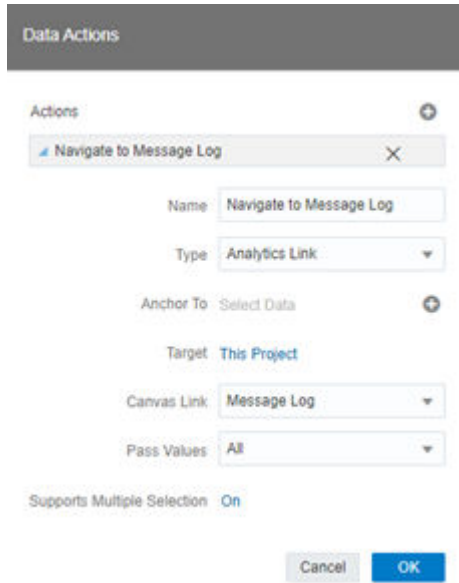 Data Actions
Actions
Navigate to Message Log
Name Navigate to Message Log
Type Analytics Link
Anchor To Select Data
Target This Project
Canvas Link Message Log
Pass Values All
Supports Multiple Selection On
Cancel OK